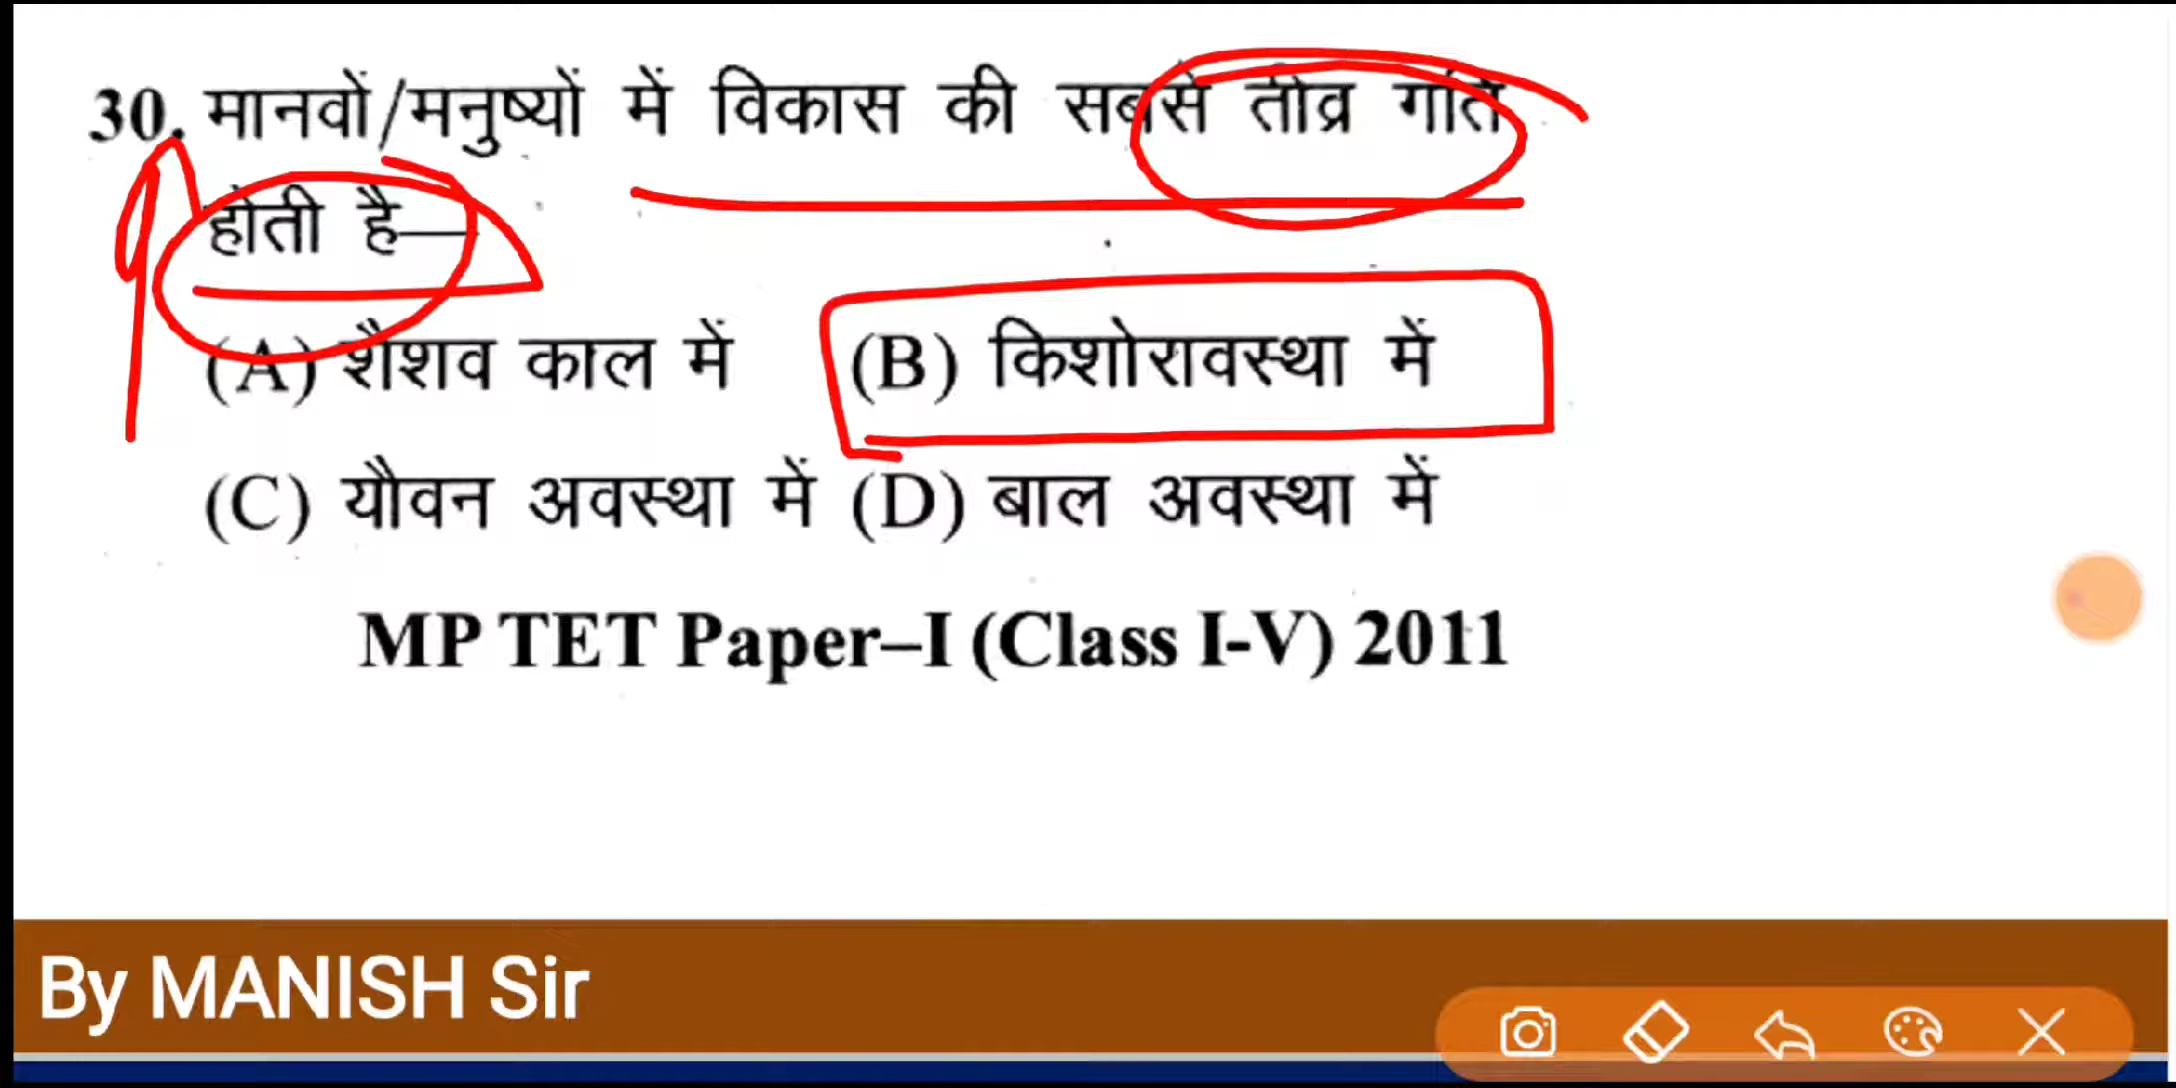 30. मानवों/मनुष्यों में विकास की सबसे तीव्र गति
होती है—
(A) शैशव काल में (B) किशोरावस्था में
(C) यौवन अवस्था में (D) बाल अवस्था में
MP TET Paper–I (Class I-V) 2011
By MANISH Sir